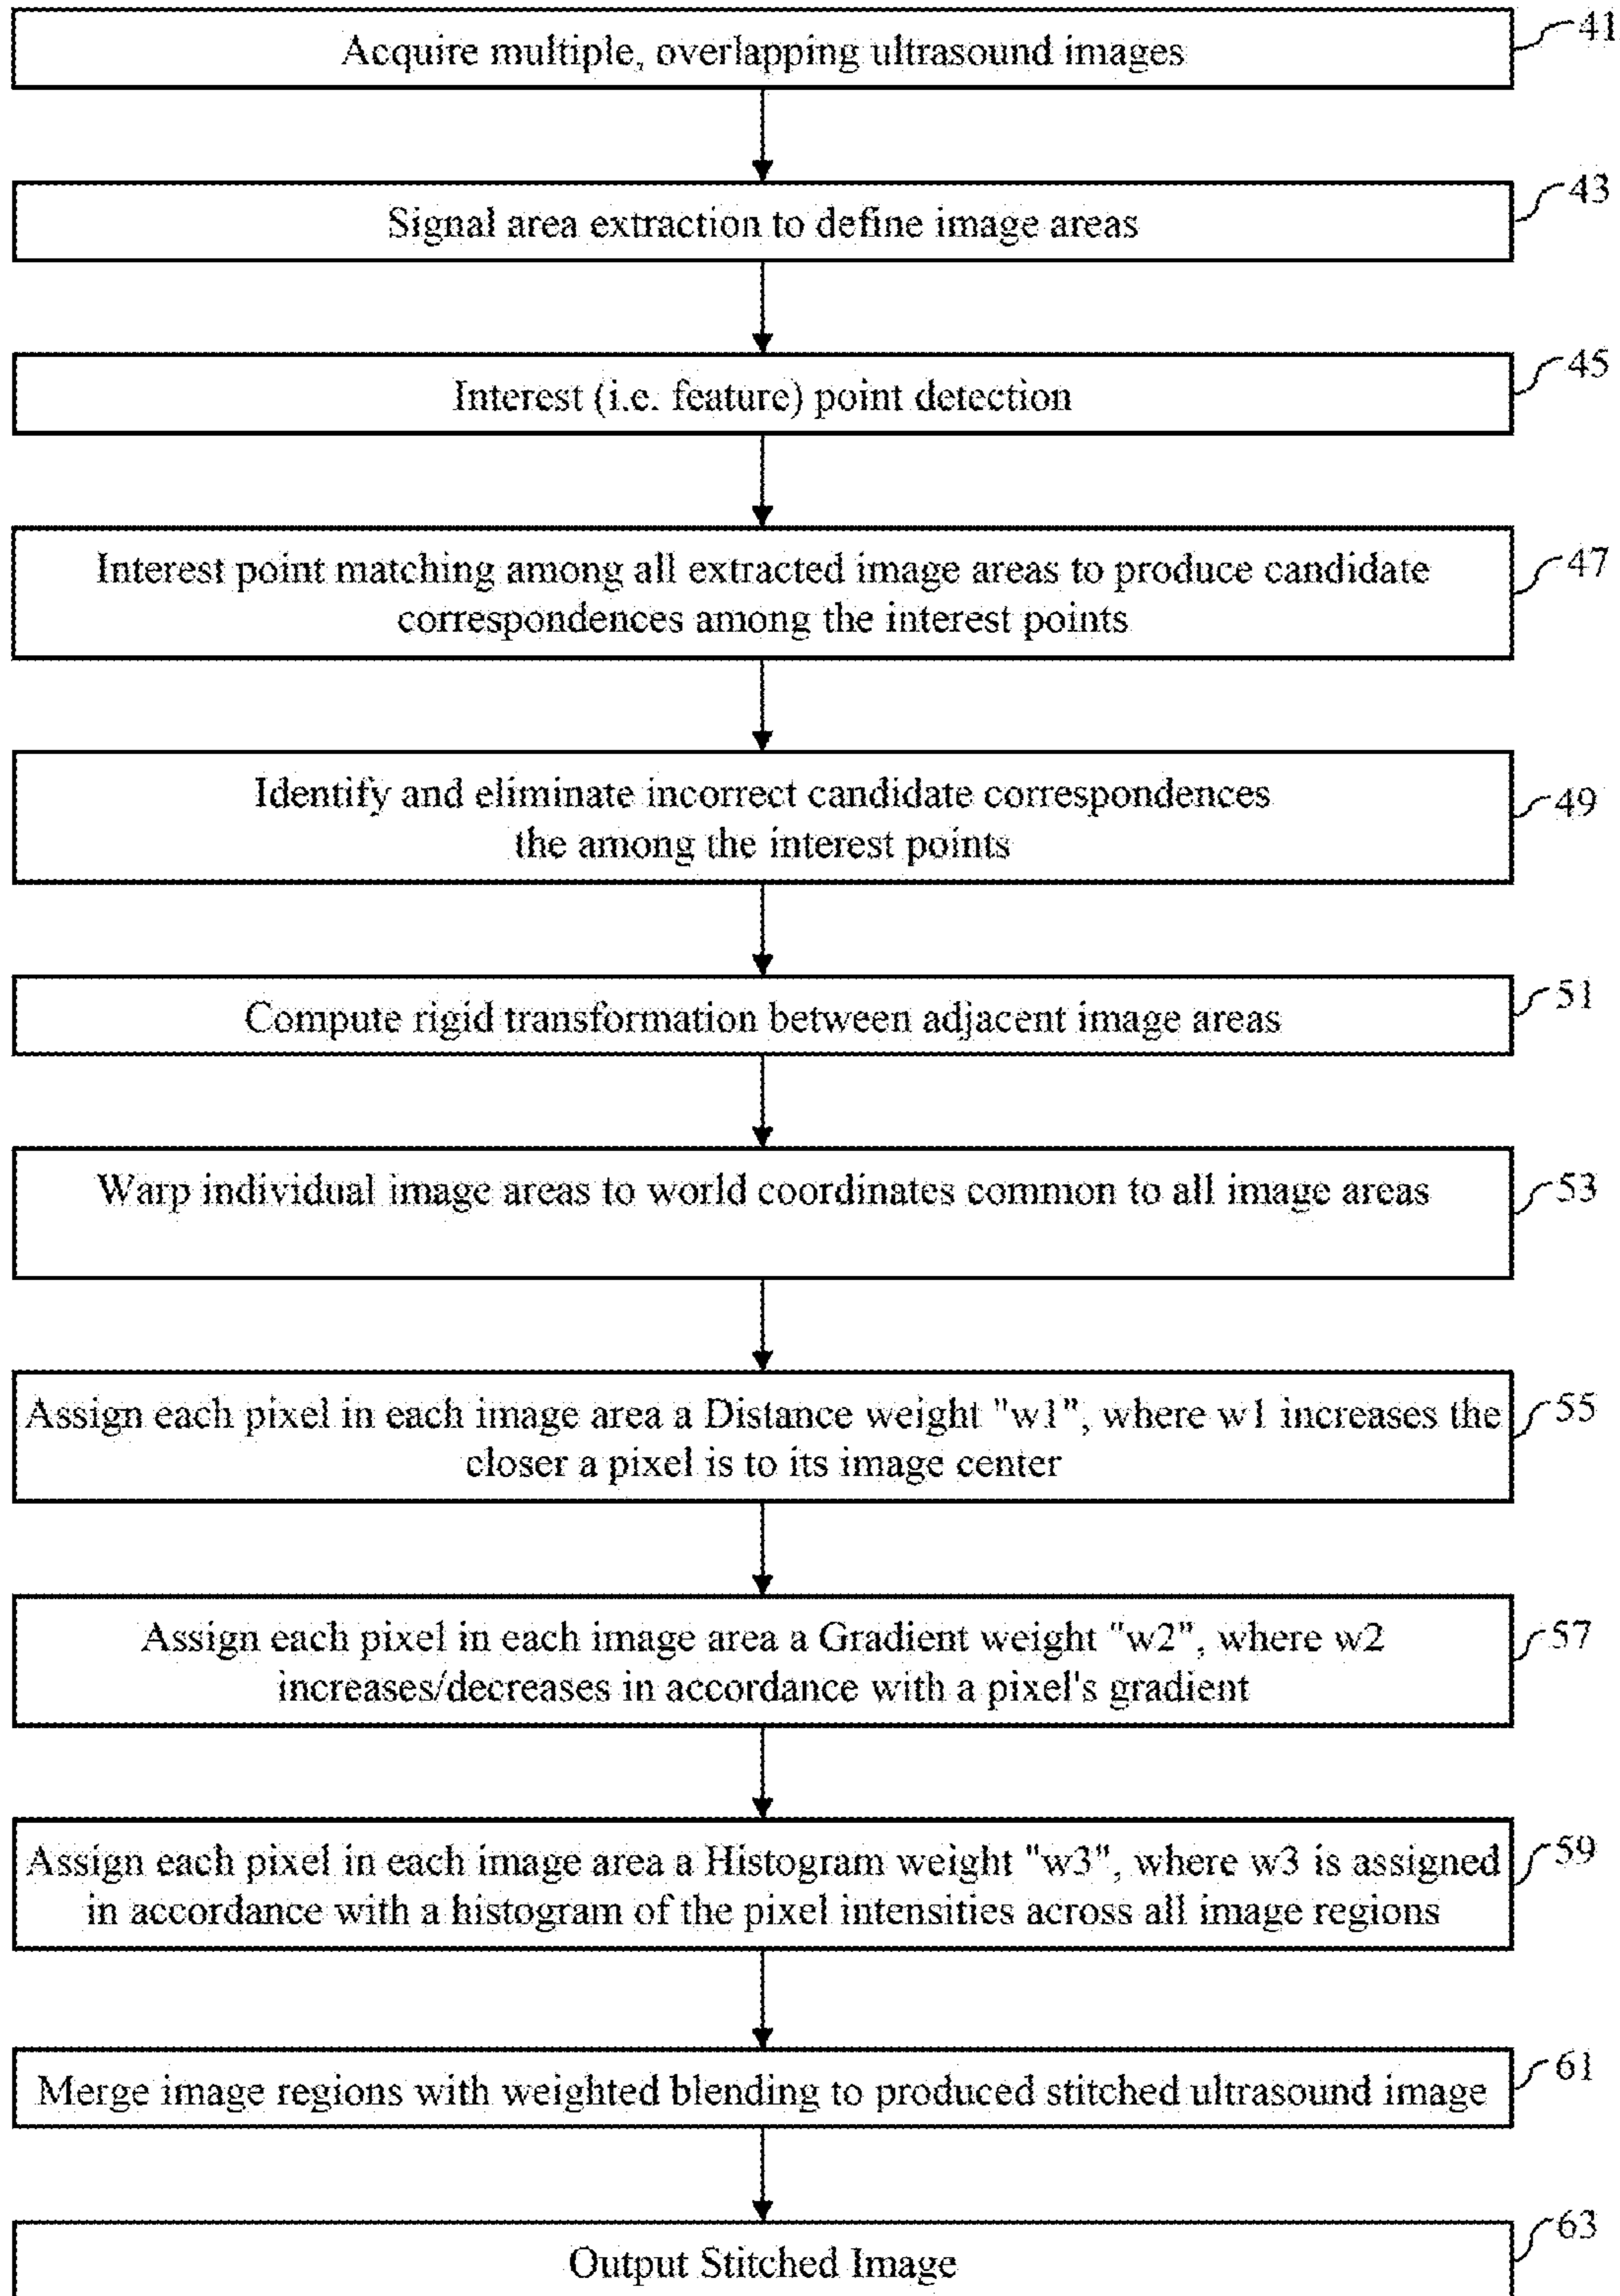 Acquire multiple, overlapping ultrasound images
41
Signal area extraction to define image areas
43
Interest (i.e. feature) point detection
45
Interest point matching among all extracted image areas to produce candidate
correspondences among the interest points
47
Identify and eliminate incorrect candidate correspondences
the among the interest points
49
Compute rigid transformation between adjacent image areas
51
Warp individual image areas to world coordinates common to all image areas
53
Assign each pixel in each image area a Distance weight "w1", where w1 increases the
closer a pixel is to its image center
55
Assign each pixel in each image area a Gradient weight "w2", where w2
increases/decreases in accordance with a pixel's gradient
57
Assign each pixel in each image area a Histogram weight "w3", where w3 is assigned
in accordance with a histogram of the pixel intensities across all image regions
59
Merge image regions with weighted blending to produced stitched ultrasound image
61
Output Stitched Image
63